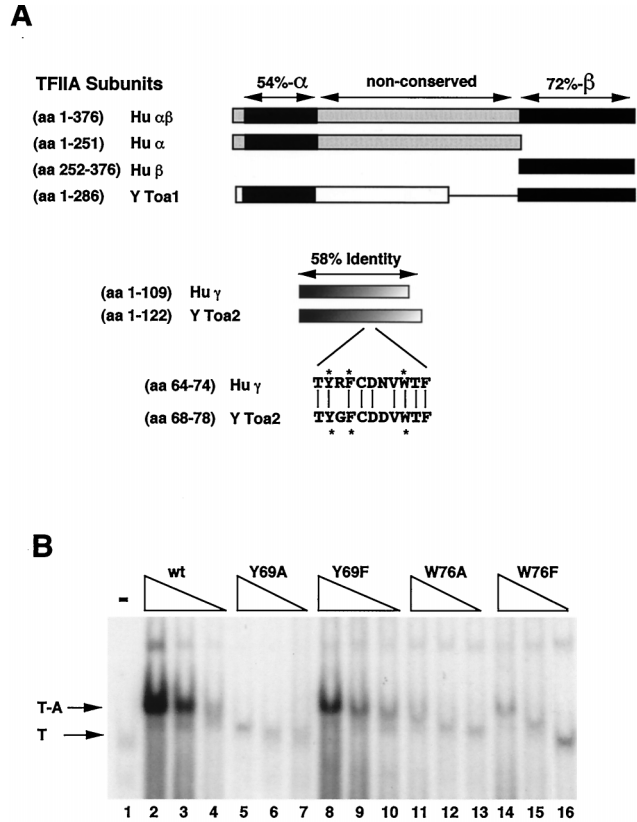 A
TFIIA Subunits
54%-α non-conserved 72%-β
(aa 1-376) Hu αβ
(aa 1-251) Hu α
(aa 252-376) Hu β
(aa 1-286) Y Toa1
58% Identity
(aa 1-109) Hu γ
(aa 1-122) Y Toa2
* * *
(aa 64-74) Hu γ TYRFCDNVWTF
(aa 68-78) Y Toa2 TYGFCDDVWTF
* * *
B
- wt Y69A Y69F W76A W76F
T-A
T
1 2 3 4 5 6 7 8 9 10 11 12 13 14 15 16